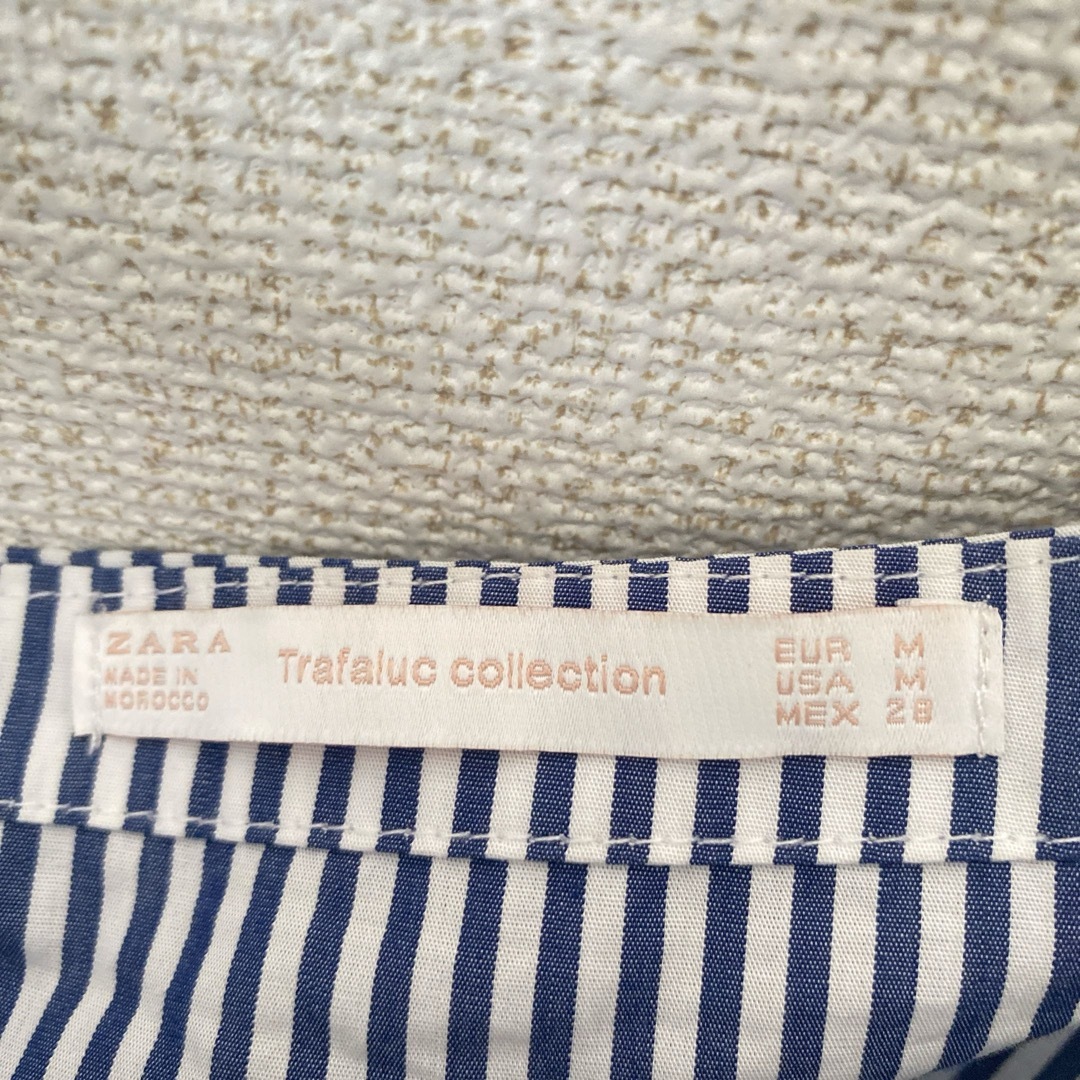 ZARA
MADE IN
MOROCCO
Trafaluc collection
EUR M
USA M
MEX 28